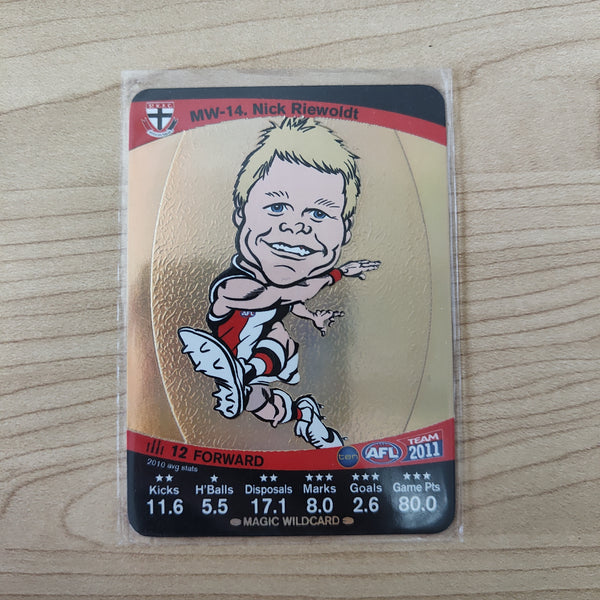 ST.K.F.C.
MW-14. Nick Riewoldt
AFL
12 FORWARD
2010 avg stats
ten
AFL
TEAM
2011
★★ ★ ★★ ★★★ ★★★ ★★★
Kicks H'Balls Disposals Marks Goals Game Pts
11.6 5.5 17.1 8.0 2.6 80.0
MAGIC WILDCARD